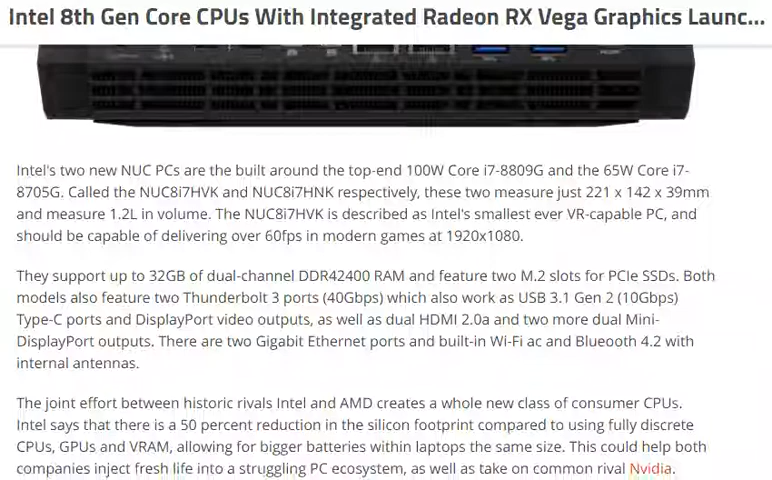 Intel 8th Gen Core CPUs With Integrated Radeon RX Vega Graphics Launc...
Intel's two new NUC PCs are the built around the top-end 100W Core i7-8809G and the 65W Core i7-
8705G. Called the NUC8i7HVK and NUC8i7HNK respectively, these two measure just 221 x 142 x 39mm
and measure 1.2L in volume. The NUC8i7HVK is described as Intel's smallest ever VR-capable PC, and
should be capable of delivering over 60fps in modern games at 1920x1080.
They support up to 32GB of dual-channel DDR42400 RAM and feature two M.2 slots for PCIe SSDs. Both
models also feature two Thunderbolt 3 ports (40Gbps) which also work as USB 3.1 Gen 2 (10Gbps)
Type-C ports and DisplayPort video outputs, as well as dual HDMI 2.0a and two more dual Mini-
DisplayPort outputs. There are two Gigabit Ethernet ports and built-in Wi-Fi ac and Blueooth 4.2 with
internal antennas.
The joint effort between historic rivals Intel and AMD creates a whole new class of consumer CPUs.
Intel says that there is a 50 percent reduction in the silicon footprint compared to using fully discrete
CPUs, GPUs and VRAM, allowing for bigger batteries within laptops the same size. This could help both
companies inject fresh life into a struggling PC ecosystem, as well as take on common rival Nvidia.